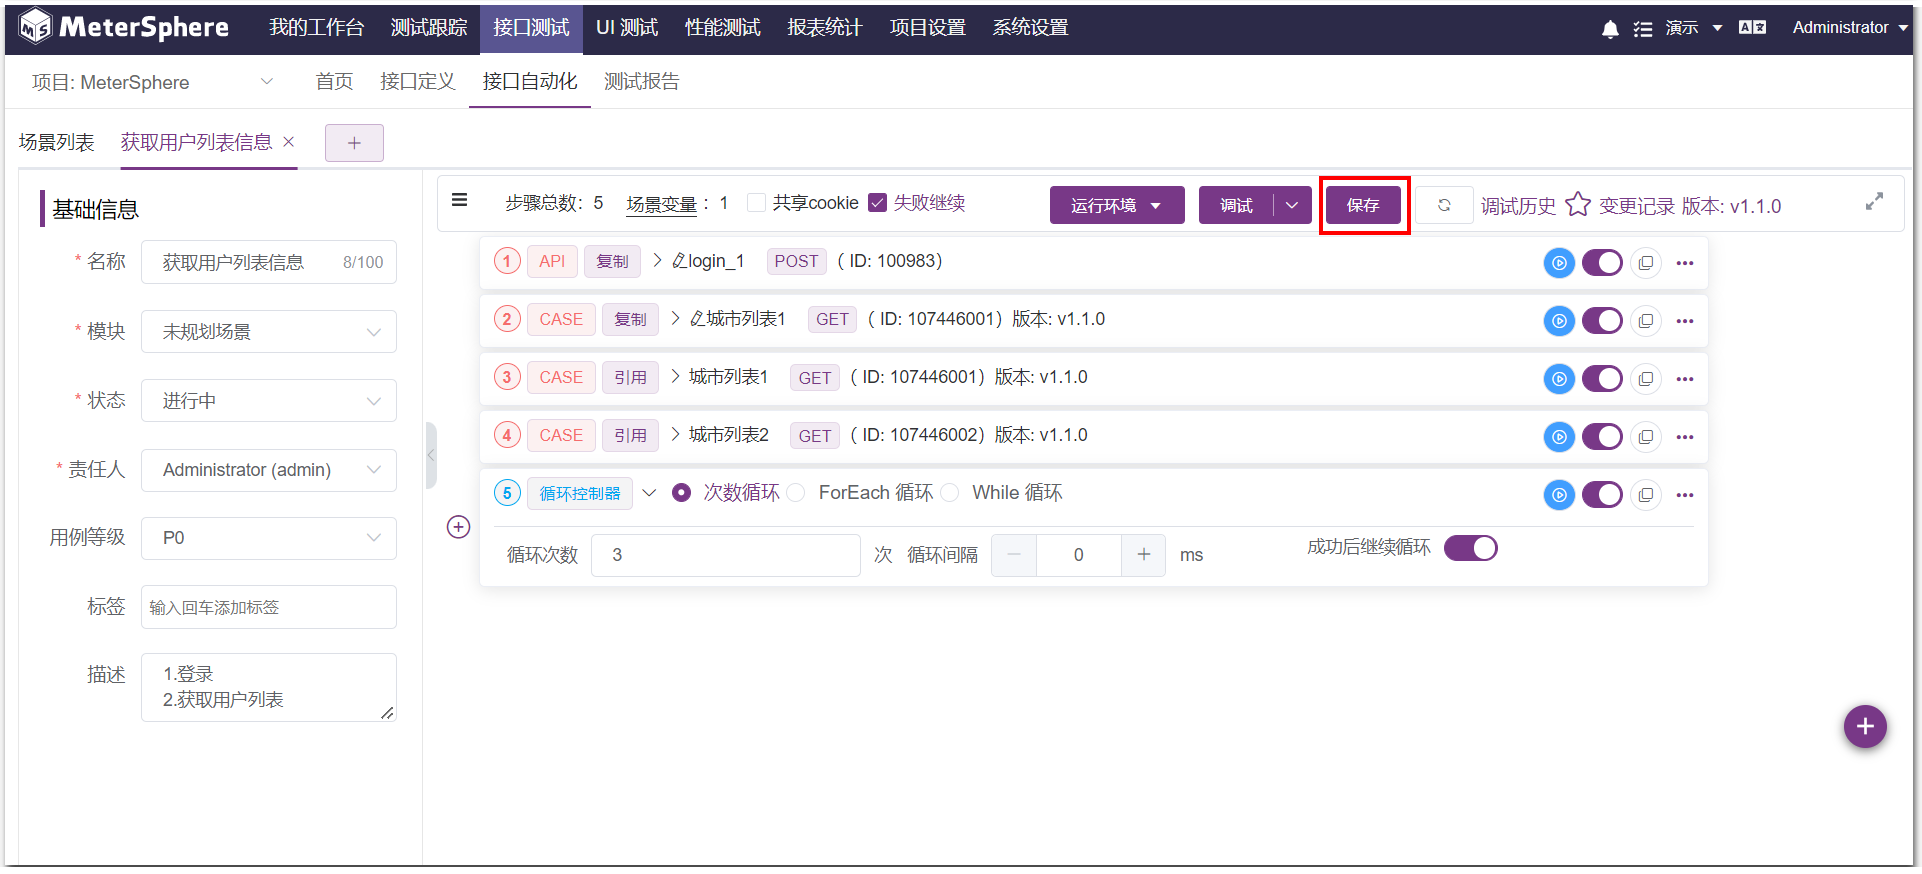 MeterSphere 我的工作台 测试跟踪 接口测试 UI 测试 性能测试 报表统计 项目设置 系统设置 演示 Administrator
项目: MeterSphere 首页 接口定义 接口自动化 测试报告
场景列表 获取用户列表信息 × +
基础信息
* 名称 获取用户列表信息 8/100
* 模块 未规划场景
* 状态 进行中
* 责任人 Administrator (admin)
用例等级 P0
标签 输入回车添加标签
描述 1.登录
2.获取用户列表
步骤总数: 5 场景变量 : 1 共享cookie 失败继续 运行环境 调试 保存 调试历史 变更记录 版本: v1.1.0
1 API 复制 login_1 POST ( ID: 100983)
2 CASE 复制 城市列表1 GET ( ID: 107446001) 版本: v1.1.0
3 CASE 引用 城市列表1 GET ( ID: 107446001) 版本: v1.1.0
4 CASE 引用 城市列表2 GET ( ID: 107446002) 版本: v1.1.0
5 循环控制器 次数循环 ForEach 循环 While 循环
循环次数 3 次 循环间隔 − 0 + ms 成功后继续循环